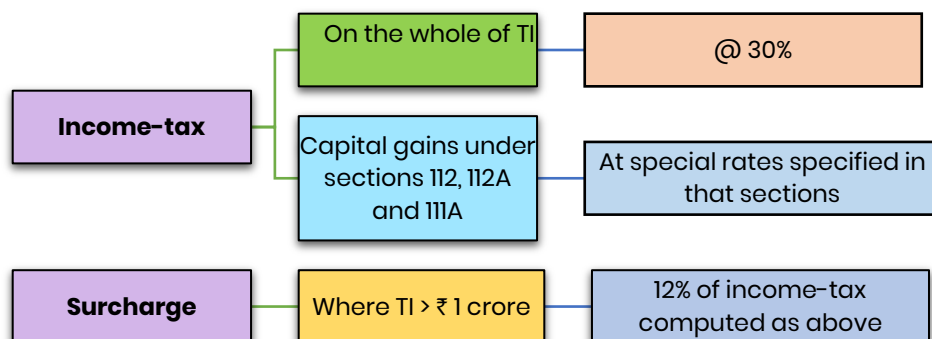 On the whole of TI
@ 30%
Income-tax
Capital gains under
sections 112, 112A
and 111A
At special rates specified in
that sections
Surcharge
Where TI > ₹ 1 crore
12% of income-tax
computed as above